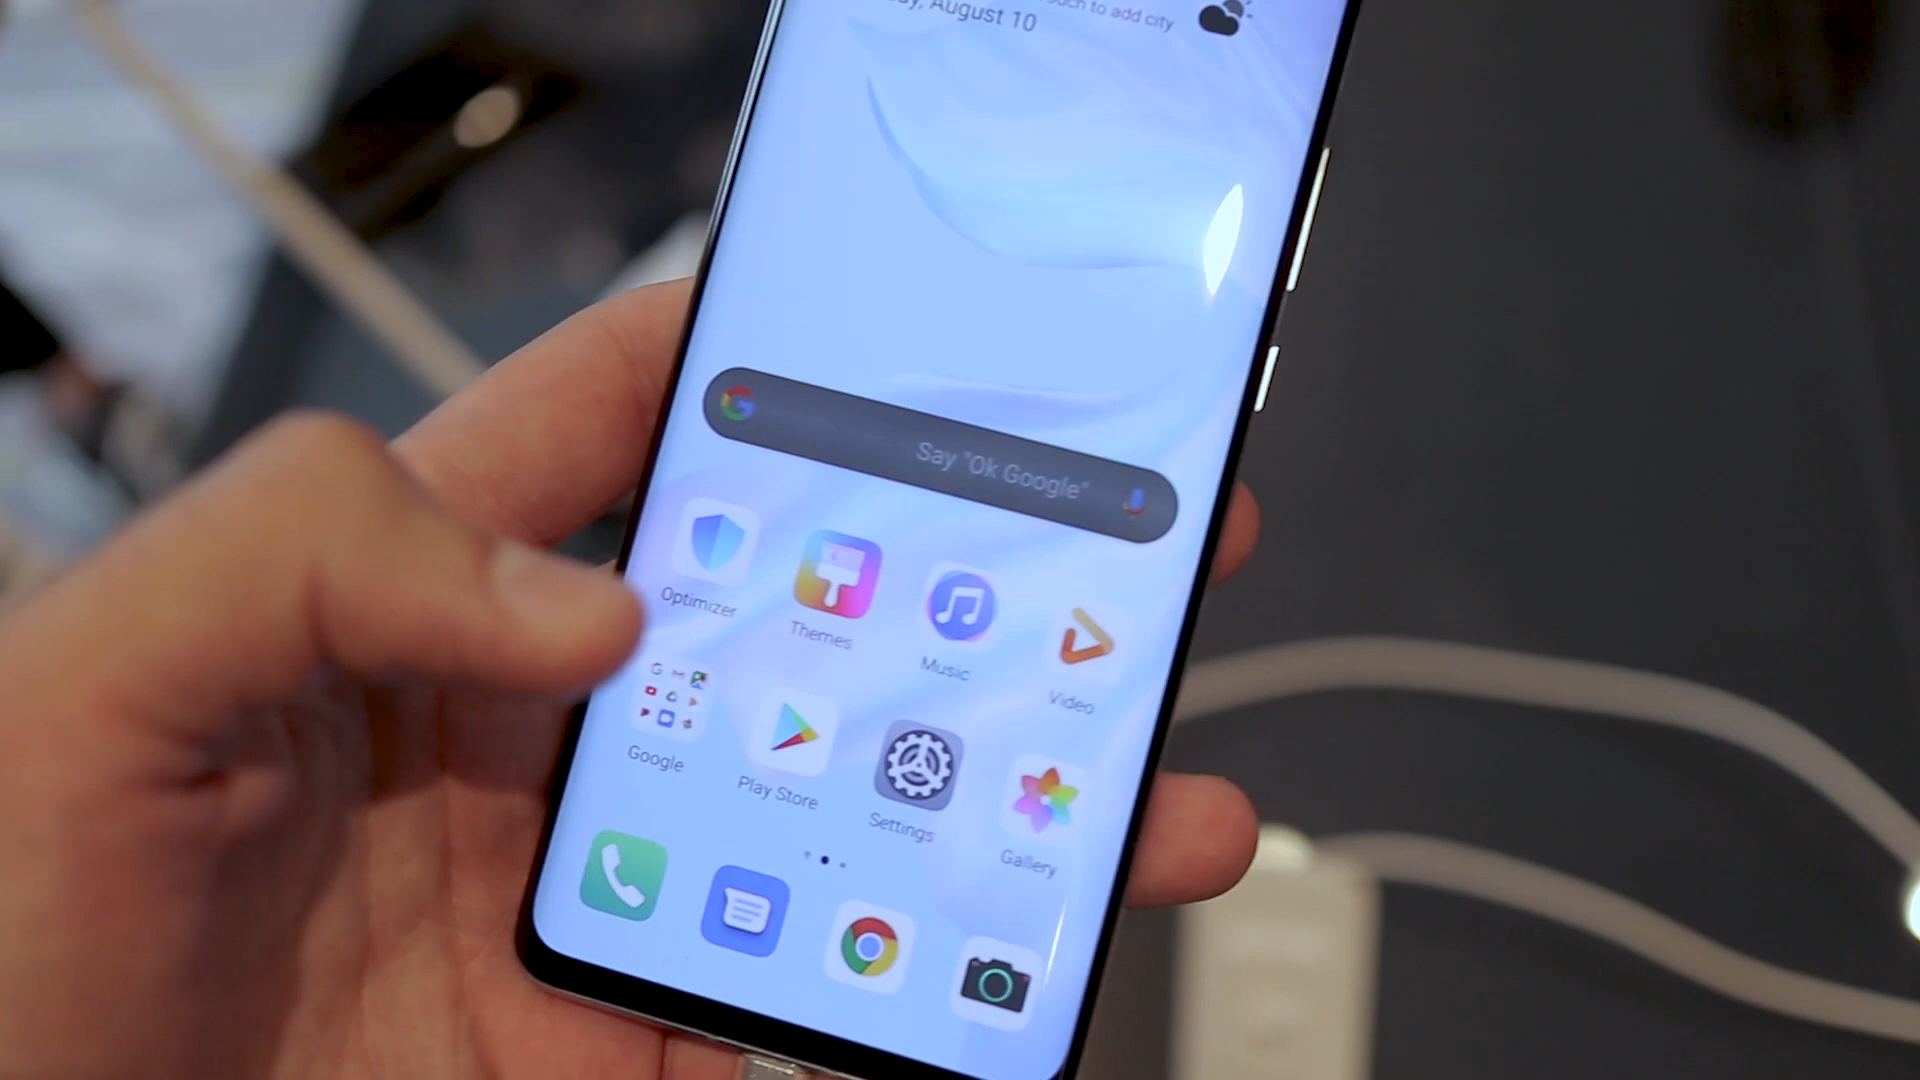 August 10
to add city
Say "Ok Google"
Optimizer
Themes
Music
Video
Google
Play Store
Settings
Gallery